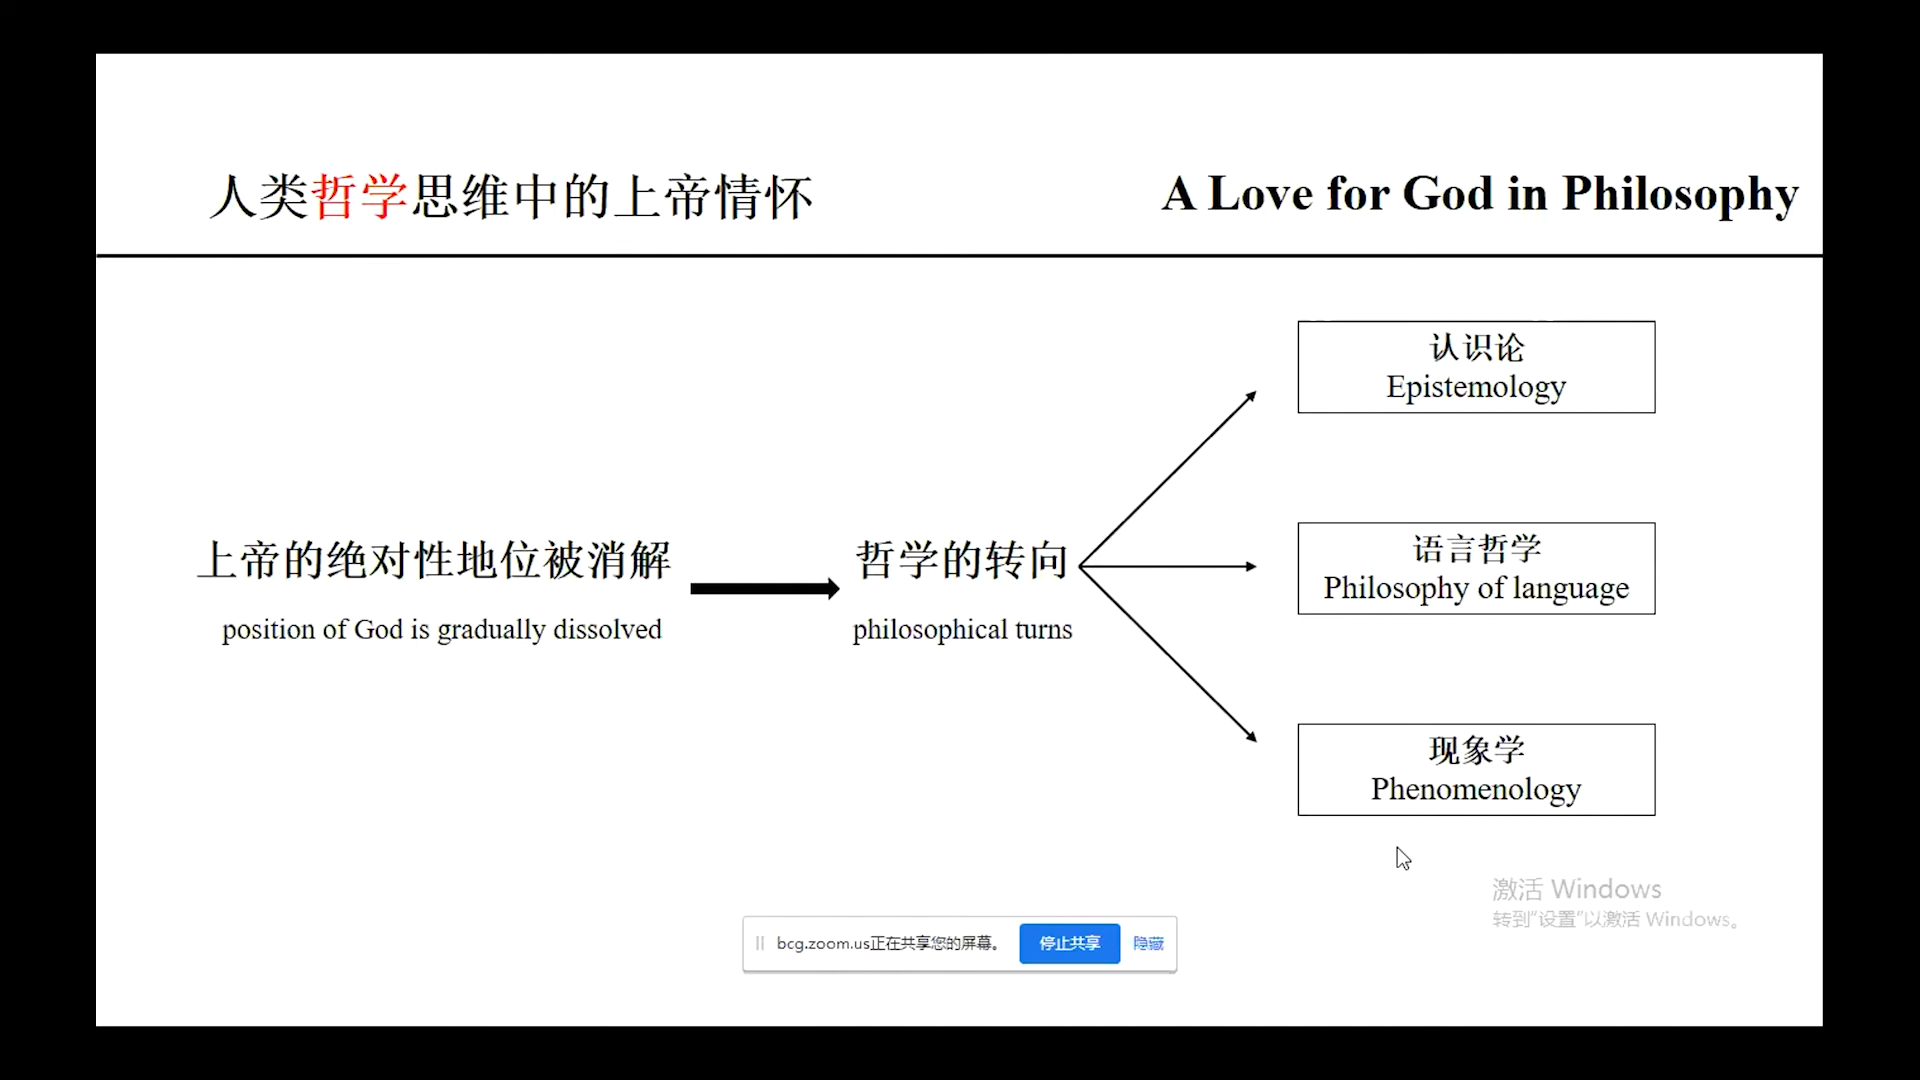 人类哲学思维中的上帝情怀
A Love for God in Philosophy
认识论
Epistemology
上帝的绝对性地位被消解
position of God is gradually dissolved
哲学的转向
philosophical turns
语言哲学
Philosophy of language
现象学
Phenomenology
激活 Windows
转到"设置"以激活 Windows。
bcg.zoom.us正在共享您的屏幕。
停止共享
隐藏